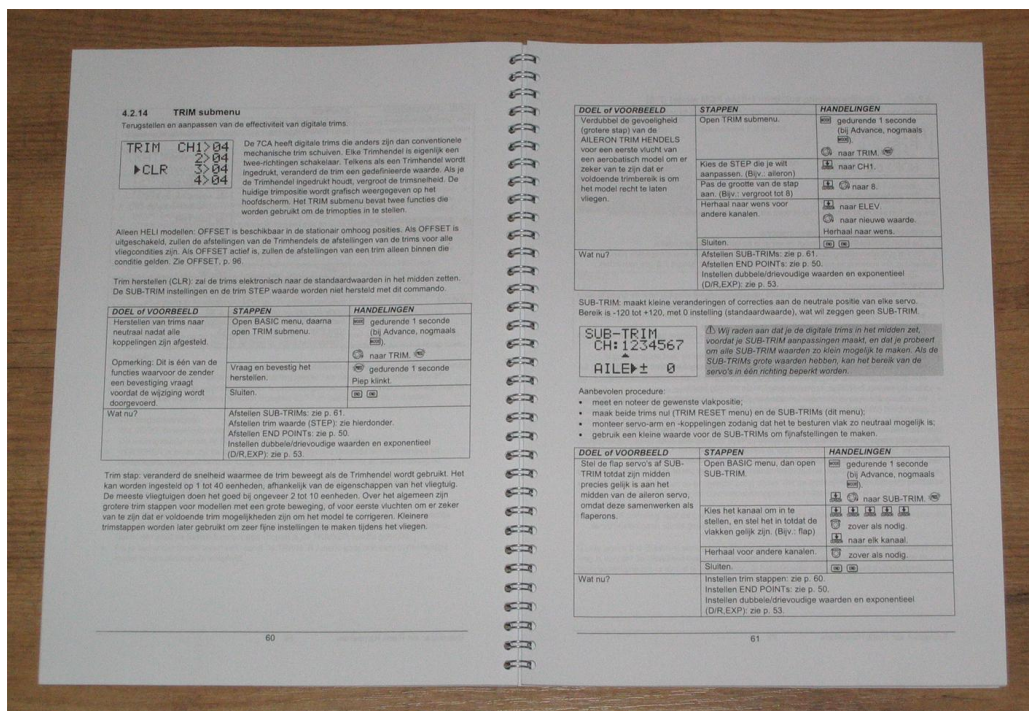 4.2.14 TRIM submenu
Terugstellen en aanpassen van de effectiviteit van digitale trims.
TRIM CH1>04
2>04
▶CLR 3>04
4>04
De 7CA heeft digitale trims die anders zijn dan conventionele
mechanische trim schuiven. Elke Trimhendel is eigenlijk een
twee-richtingen schakelaar. Telkens als een Trimhendel wordt
ingedrukt, veranderd de trim een gedefinieerde waarde. Als je
de Trimhendel ingedrukt houdt, vergroot de trimsnelheid. De
huidige trimpositie wordt grafisch weergegeven op het
hoofdscherm. Het TRIM submenu bevat twee functies die
worden gebruikt om de trimopties in te stellen.
Alleen HELI modellen: OFFSET is beschikbaar in de stationair omhoog posities. Als OFFSET is
uitgeschakeld, zullen de afstellingen van de Trimhendels de afstellingen van de trims voor alle
vliegcondities zijn. Als OFFSET actief is, zullen de afstellingen van een trim alleen binnen die
conditie gelden. Zie OFFSET, p. 96.
Trim herstellen (CLR): zal de trims elektronisch naar de standaardwaarden in het midden zetten.
De SUB-TRIM instellingen en de trim STEP waarde worden niet hersteld met dit commando.
DOEL of VOORBEELD STAPPEN HANDELINGEN
Herstellen van trims naar
neutraal nadat alle
koppelingen zijn afgesteld.
Opmerking: Dit is één van de
functies waarvoor de zender
een bevestiging vraagt
voordat de wijziging wordt
doorgevoerd.
Open BASIC menu, daarna
open TRIM submenu.
gedurende 1 seconde
(bij Advance, nogmaals
).
naar TRIM.
Vraag en bevestig het
herstellen.
gedurende 1 seconde
Piep klinkt.
Sluiten.
Wat nu?
Afstellen SUB-TRIMs: zie p. 61.
Afstellen trim waarde (STEP): zie hierdonder.
Afstellen END POINTs: zie p. 50.
Instellen dubbele/drievoudige waarden en exponentieel
(D/R,EXP): zie p. 53.
Trim stap: veranderd de snelheid waarmee de trim beweegt als de Trimhendel wordt gebruikt. Het
kan worden ingesteld op 1 tot 40 eenheden, afhankelijk van de eigenschappen van het vliegtuig.
De meeste vliegtuigen doen het goed bij ongeveer 2 tot 10 eenheden. Over het algemeen zijn
grotere trim stappen voor modellen met een grote beweging, of voor eerste vluchten om er zeker
van te zijn dat er voldoende trim mogelijkheden zijn om het model te corrigeren. Kleinere
trimstappen worden later gebruikt om zeer fijne instellingen te maken tijdens het vliegen.
60
DOEL of VOORBEELD STAPPEN HANDELINGEN
Verdubbel de gevoeligheid
(grotere stap) van de
AILERON TRIM HENDELS
voor een eerste vlucht van
een aerobatisch model om er
zeker van te zijn dat er
voldoende trimbereik is om
het model recht te laten
vliegen.
Open TRIM submenu.
gedurende 1 seconde
(bij Advance, nogmaals
).
naar TRIM.
Kies de STEP die je wilt
aanpassen. (Bijv.: aileron)
naar CH1.
Pas de grootte van de stap
aan. (Bijv.: vergroot tot 8)
naar 8.
Herhaal naar wens voor
andere kanalen.
naar ELEV.
naar nieuwe waarde.
Herhaal naar wens.
Sluiten.
Wat nu?
Afstellen SUB-TRIMs: zie p. 61.
Afstellen END POINTs: zie p. 50.
Instellen dubbele/drievoudige waarden en exponentieel
(D/R,EXP): zie p. 53.
SUB-TRIM: maakt kleine veranderingen of correcties aan de neutrale positie van elke servo.
Bereik is -120 tot +120, met 0 instelling (standaardwaarde), wat wil zeggen geen SUB-TRIM.
SUB-TRIM
CH:1234567
AILE▶± 0
Wij raden aan dat je de digitale trims in het midden zet,
voordat je SUB-TRIM aanpassingen maakt, en dat je probeert
om alle SUB-TRIM waarden zo klein mogelijk te maken. Als de
SUB-TRIMs grote waarden hebben, kan het bereik van de
servo's in één richting beperkt worden.
Aanbevolen procedure:
• meet en noteer de gewenste vlakpositie;
• maak beide trims nul (TRIM RESET menu) en de SUB-TRIMs (dit menu);
• monteer servo-arm en -koppelingen zodanig dat het te besturen vlak zo neutraal mogelijk is;
• gebruik een kleine waarde voor de SUB-TRIMs om fijnafstellingen te maken.
DOEL of VOORBEELD STAPPEN HANDELINGEN
Stel de flap servo's af SUB-
TRIM totdat zijn midden
precies gelijk is aan het
midden van de aileron servo,
omdat deze samenwerken als
flaperons.
Open BASIC menu, dan open
SUB-TRIM.
gedurende 1 seconde
(bij Advance, nogmaals
).
naar SUB-TRIM.
Kies het kanaal om in te
stellen, en stel het in totdat de
vlakken gelijk zijn. (Bijv.: flap)
zover als nodig.
naar elk kanaal.
Herhaal voor andere kanalen.
zover als nodig.
Sluiten.
Wat nu?
Instellen trim stappen: zie p. 60.
Instellen END POINTs: zie p. 50.
Instellen dubbele/drievoudige waarden en exponentieel
(D/R,EXP): zie p. 53.
61